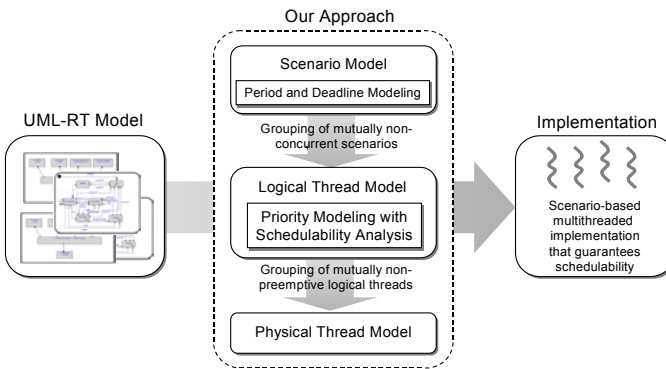 Our Approach
Scenario Model
Period and Deadline Modeling
Grouping of mutually non-
concurrent scenarios
UML-RT Model
Logical Thread Model
Priority Modeling with
Schedulability Analysis
Grouping of mutually non-
preemptive logical threads
Physical Thread Model
Implementation
Scenario-based
multithreaded
implementation
that guarantees
schedulability